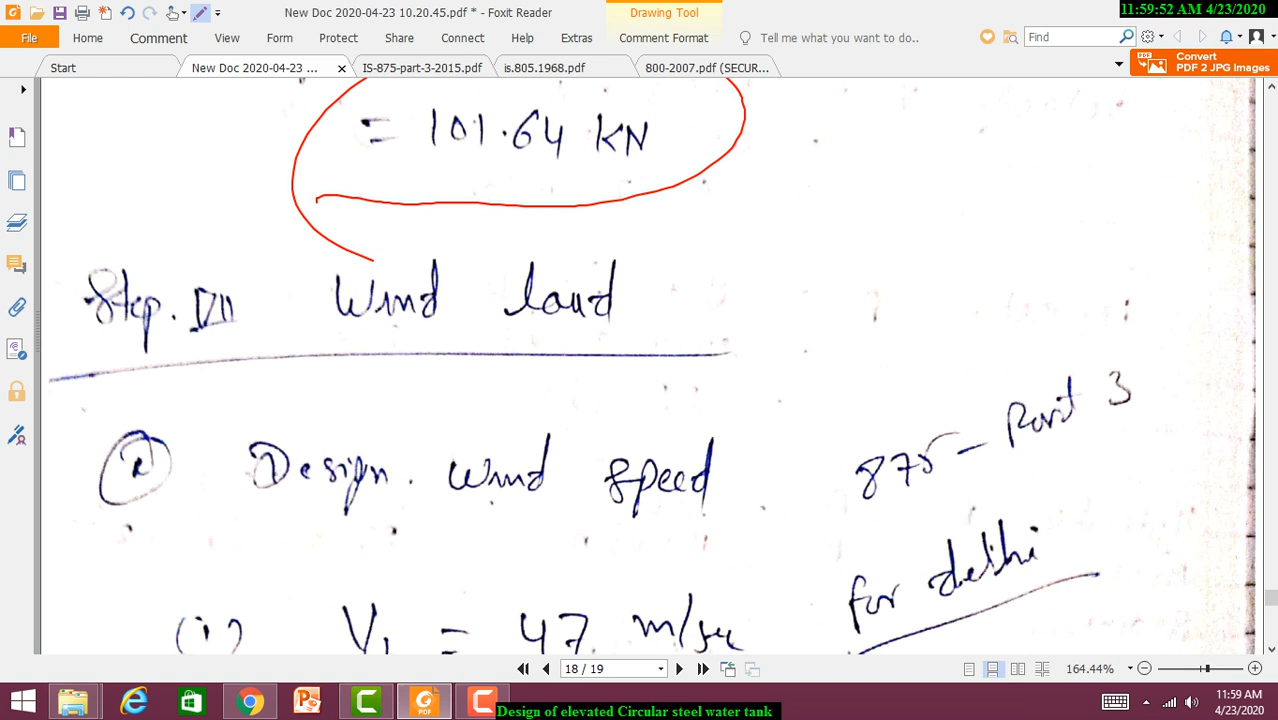 New Doc 2020-04-23 10.20.45.pdf * - Foxit Reader
Drawing Tool
11:59:52 AM 4/23/2020
File Home Comment View Form Protect Share Connect Help Extras Comment Format Tell me what you want to do.. Find
Start New Doc 2020-04-23 ... IS-875-part-3-2015.pdf is.805.1968.pdf 800-2007.pdf (SECUR...
Convert
PDF 2 JPG Images
= 101.64 KN
Step. Wind load
Design. wind speed 875 - Part 3
for delhi
(i) V = 47 m/sec
18 / 19 164.44%
Design of elevated Circular steel water tank
11:59 AM
4/23/2020